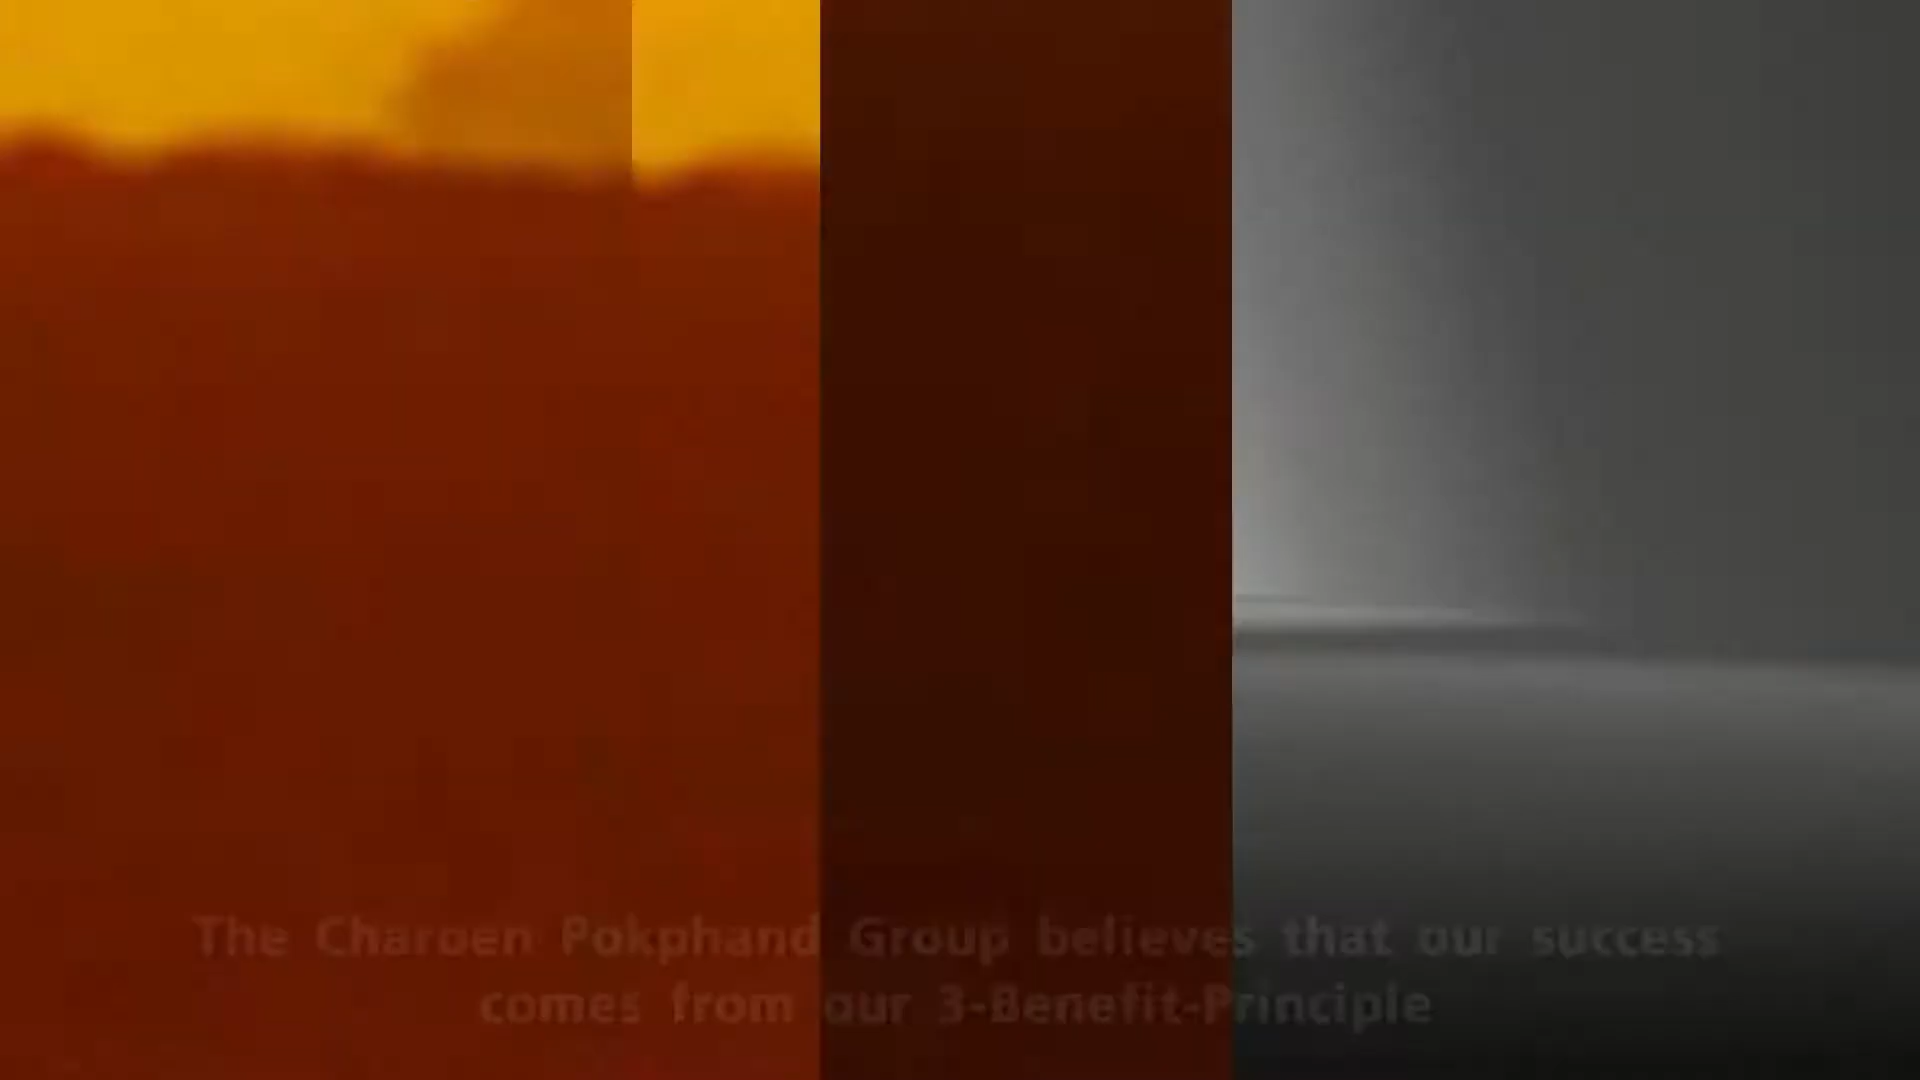 The Charoen Pokphand Group believes that our success
comes from our 3-Benefit-Principle